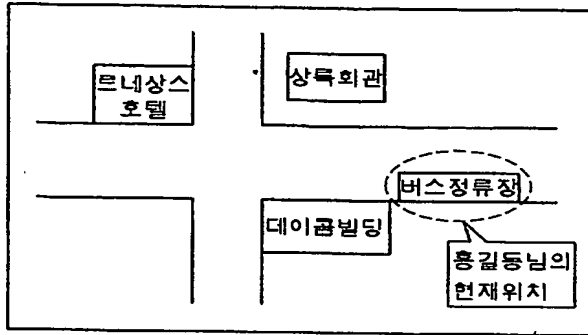 르네상스
호텔
상록회관
버스정류장
데이콤빌딩
홍길동님의
현재위치